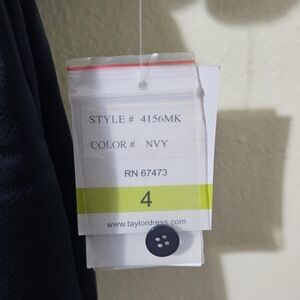 STYLE # 4156MK
COLOR # NVY
RN 67473
4
www.taylordress.com